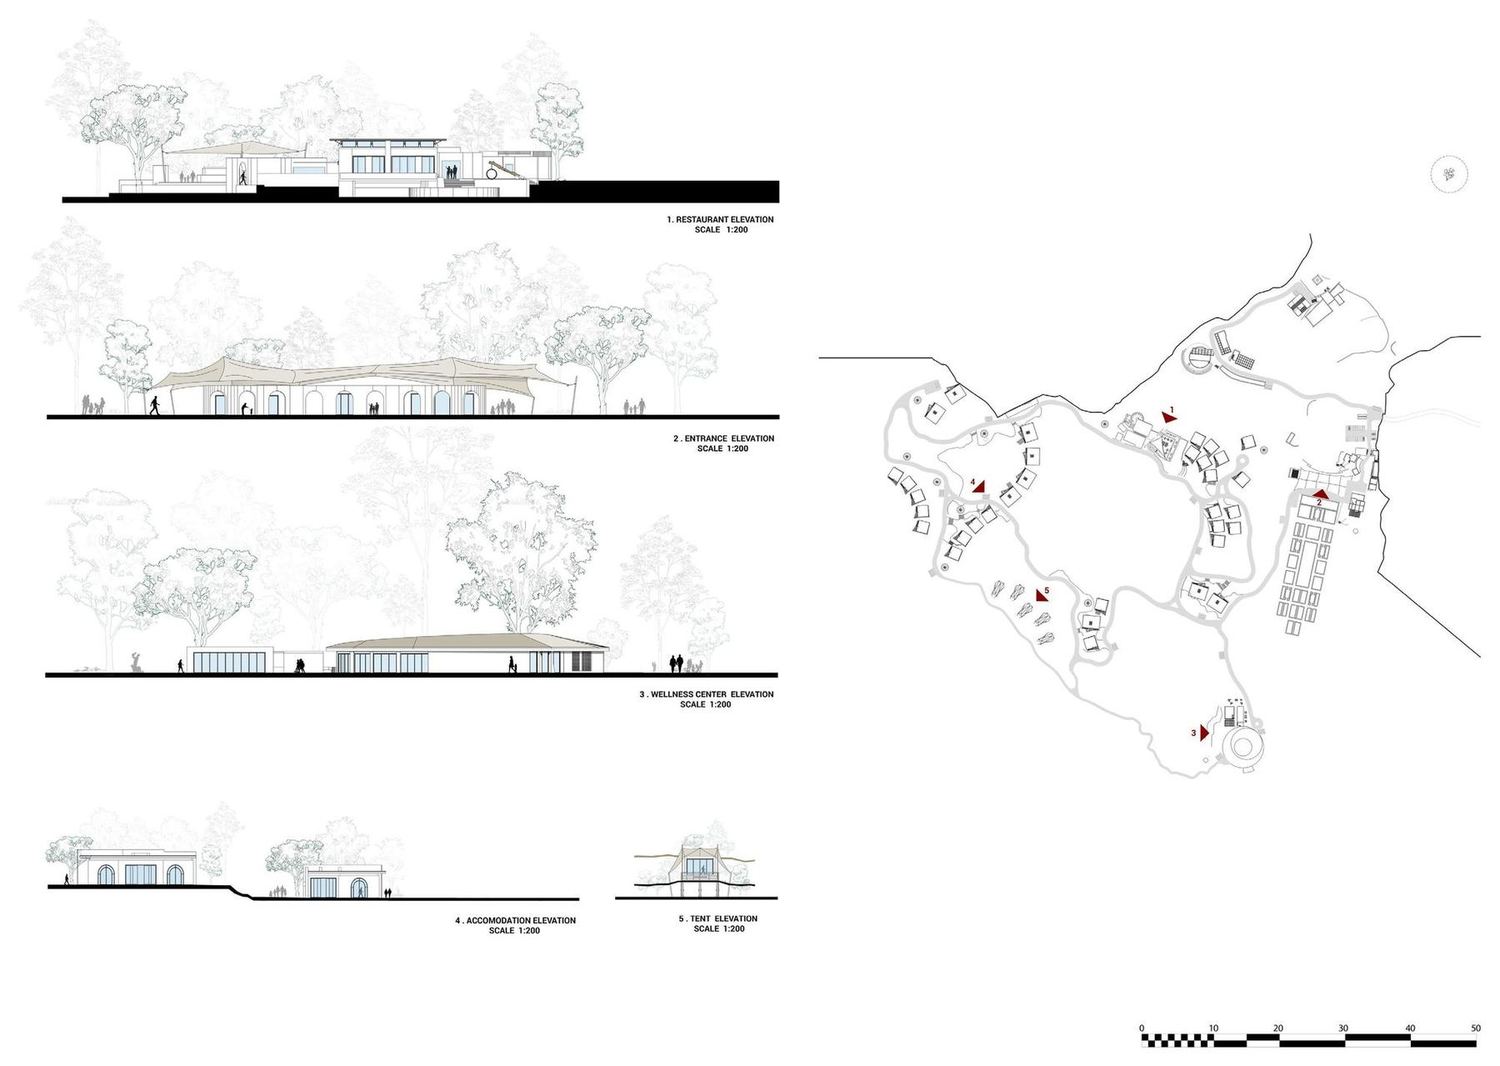 1 . RESTAURANT ELEVATION
SCALE 1:200
2 . ENTRANCE ELEVATION
SCALE 1:200
3 . WELLNESS CENTER ELEVATION
SCALE 1:200
4 . ACCOMODATION ELEVATION
SCALE 1:200
5 . TENT ELEVATION
SCALE 1:200
1
4
2
5
3
0 10 20 30 40 50